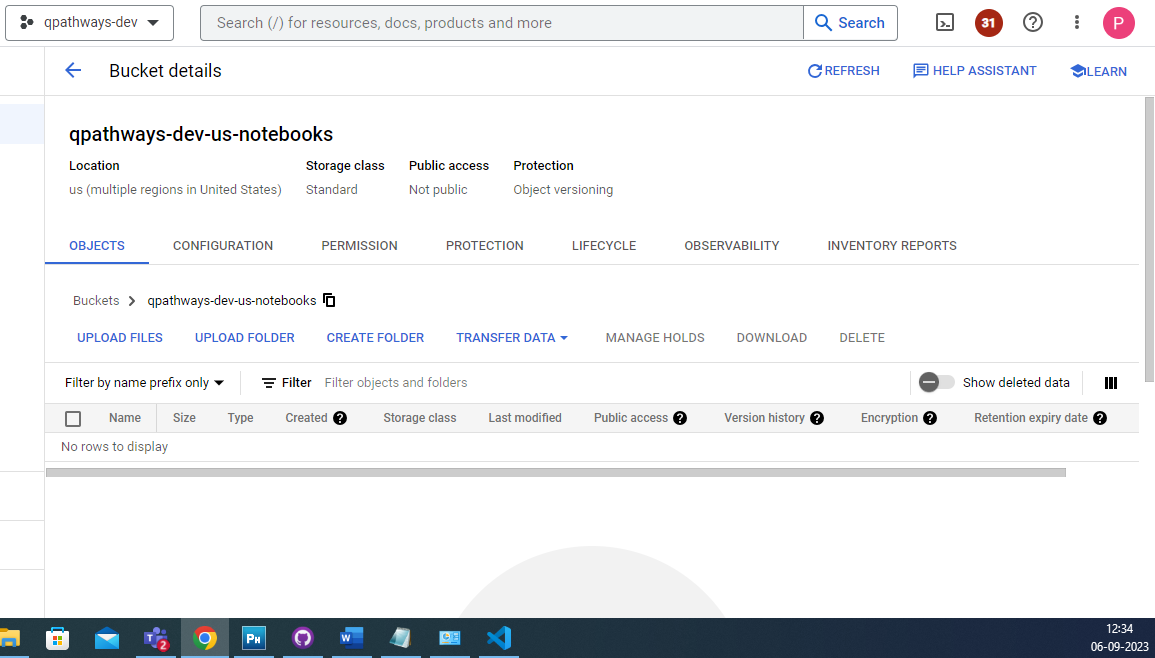 qpathways-dev Search (/) for resources, docs, products and more Search 31 P
Bucket details REFRESH HELP ASSISTANT LEARN
qpathways-dev-us-notebooks
Location Storage class Public access Protection
us (multiple regions in United States) Standard Not public Object versioning
OBJECTS CONFIGURATION PERMISSION PROTECTION LIFECYCLE OBSERVABILITY INVENTORY REPORTS
Buckets qpathways-dev-us-notebooks
UPLOAD FILES UPLOAD FOLDER CREATE FOLDER TRANSFER DATA MANAGE HOLDS DOWNLOAD DELETE
Filter by name prefix only Filter Filter objects and folders Show deleted data
Name Size Type Created Storage class Last modified Public access Version history Encryption Retention expiry date
No rows to display
T 2 PH W 12:34
06-09-2023